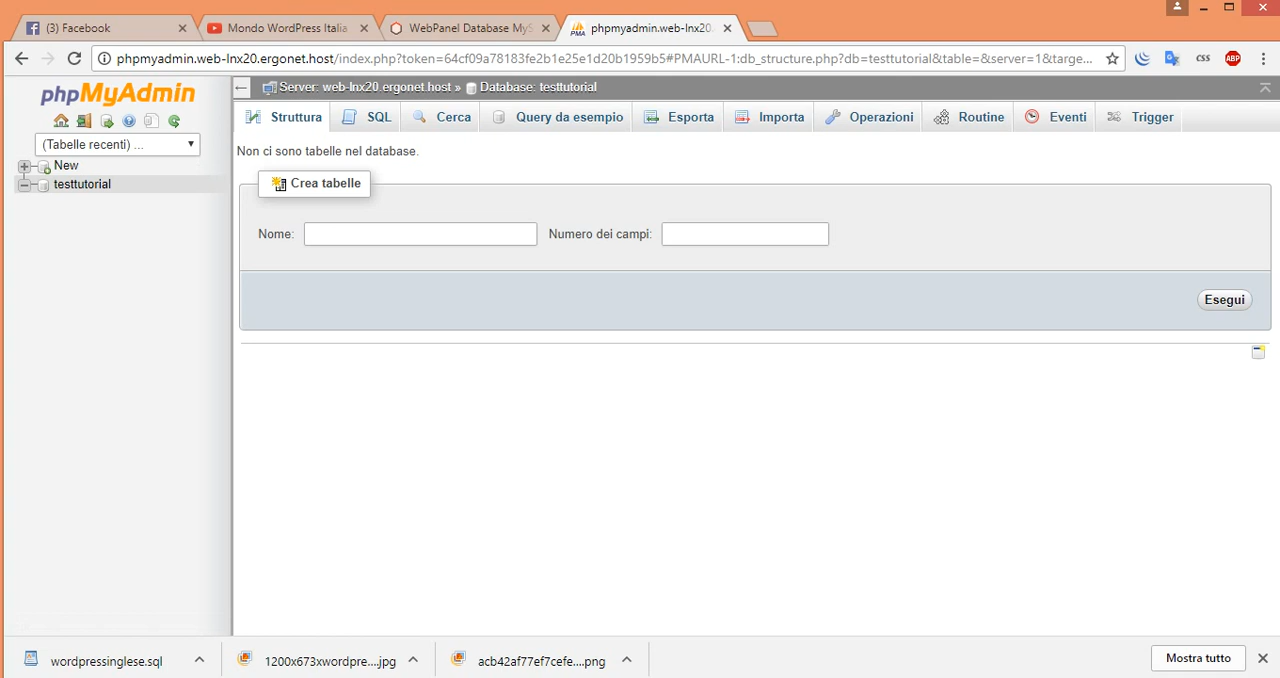 (3) Facebook
Mondo WordPress Italia
WebPanel Database MyS
phpmyadmin.web-lnx20.
phpmyadmin.web-lnx20.ergonet.host/index.php?token=64cf09a78183fe2b1e25e1d20b1959b5#PMAURL-1:db_structure.php?db=testtutorial&table=&server=1&targe...
CSS
ABP
phpMyAdmin
(Tabelle recenti) ...
New
testtutorial
Server: web-lnx20.ergonet.host » Database: testtutorial
Struttura SQL Cerca Query da esempio Esporta Importa Operazioni Routine Eventi Trigger
Non ci sono tabelle nel database.
Crea tabelle
Nome: Numero dei campi:
Esegui
wordpressinglese.sql
1200x673xwordpre....jpg
acb42af77ef7cefe....png
Mostra tutto